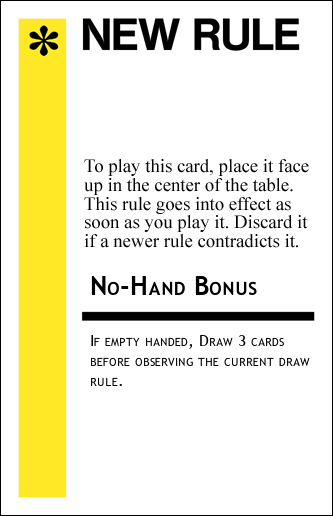 * NEW RULE
To play this card, place it face
up in the center of the table.
This rule goes into effect as
soon as you play it. Discard it
if a newer rule contradicts it.
No-Hand Bonus
If empty handed, Draw 3 cards
before observing the current draw
rule.